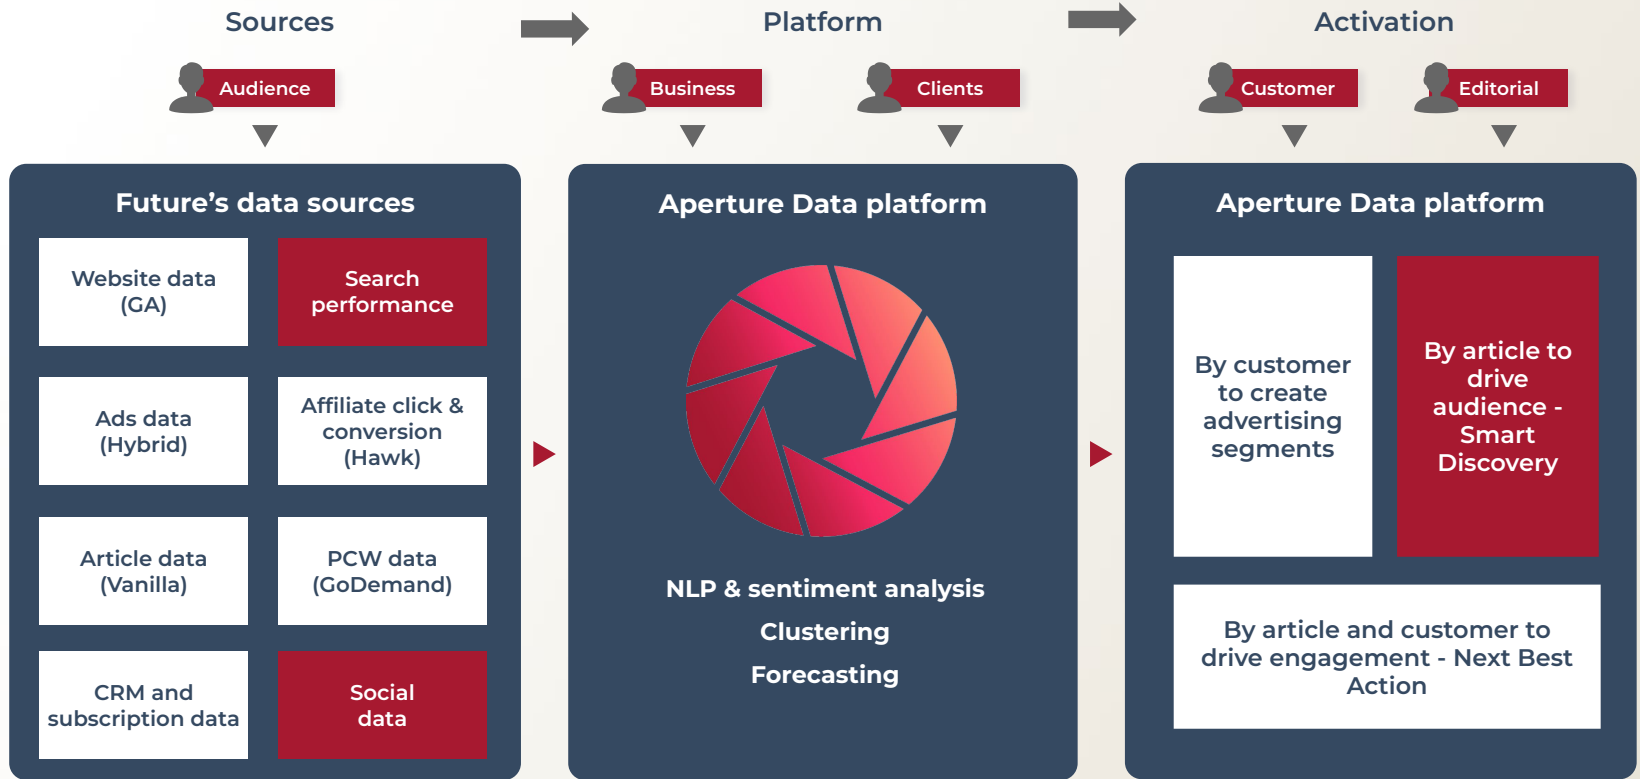 Sources
Platform
Activation
Audience
Business
Clients
Customer
Editorial
Future’s data sources
Website data
(GA)
Search
performance
Ads data
(Hybrid)
Affiliate click &
conversion
(Hawk)
Article data
(Vanilla)
PCW data
(GoDemand)
CRM and
subscription data
Social
data
Aperture Data platform
NLP & sentiment analysis
Clustering
Forecasting
Aperture Data platform
By customer
to create
advertising
segments
By article to
drive
audience -
Smart
Discovery
By article and customer to
drive engagement - Next Best
Action